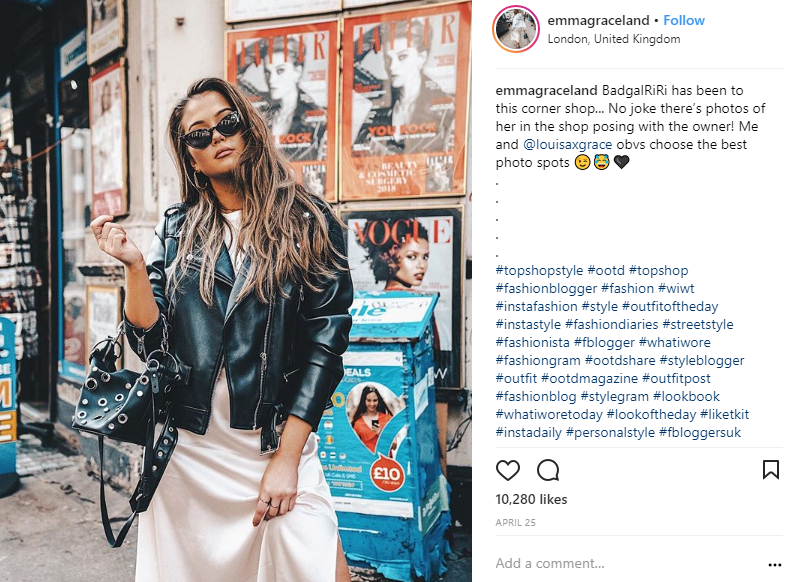 TATLER
YOU ROCK
TATLER
YOU ROCK
BEAUTY
& COSMETIC
SURGERY
2018
VOGUE
DEALS
£10
emmagraceland • Follow
London, United Kingdom
emmagraceland BadgalRiRi has been to
this corner shop... No joke there's photos of
her in the shop posing with the owner! Me
and @louisaxgrace obvs choose the best
photo spots 😉😭🖤
.
.
.
.
.
#topshopstyle #ootd #topshop
#fashionblogger #fashion #wiwt
#instafashion #style #outfitoftheday
#instastyle #fashiondiaries #streetstyle
#fashionista #fblogger #whatiwore
#fashiongram #ootdshare #styleblogger
#outfit #ootdmagazine #outfitpost
#fashionblog #stylegram #lookbook
#whatiworetoday #lookoftheday #liketkit
#instadaily #personalstyle #fbloggersuk
10,280 likes
APRIL 25
Add a comment...